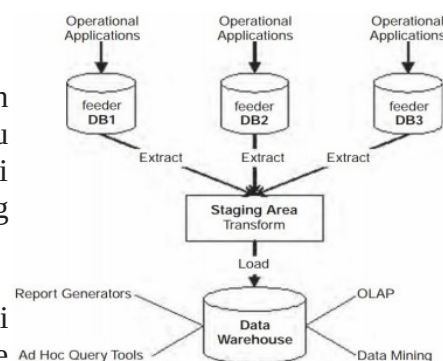 Operational Operational Operational
Applications Applications Applications
feeder feeder feeder
DB1 DB2 DB3
Extract Extract Extract
Staging Area
Transform
Load
Report Generators OLAP
Data
Warehouse
Ad Hoc Query Tools Data Mining